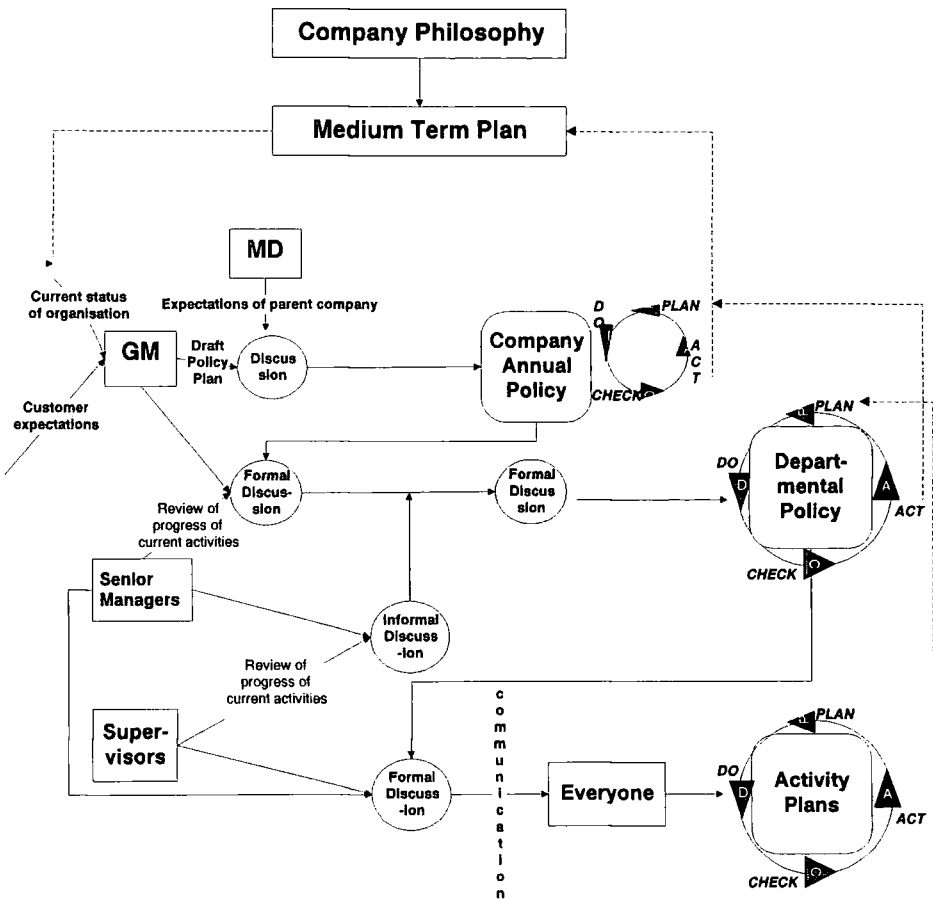 Company Philosophy
Medium Term Plan
MD
Current status
of organisation
Expectations of parent company
GM
Draft
Policy
Plan
Discus
sion
Company
Annual
Policy
DO
PLAN
ACT
CHECK
C
Customer
expectations
Formal
Discus-
sion
Formal
Discus
sion
Review of
progress of
current activities
Depart-
mental
Policy
P
PLAN
DO
D
A
ACT
CHECK
C
Senior
Managers
Informal
Discuss
-ion
Review of
progress of
current activities
Super-
visors
Formal
Discuss
-ion
communication
Everyone
Activity
Plans
P
PLAN
DO
D
A
ACT
CHECK
C